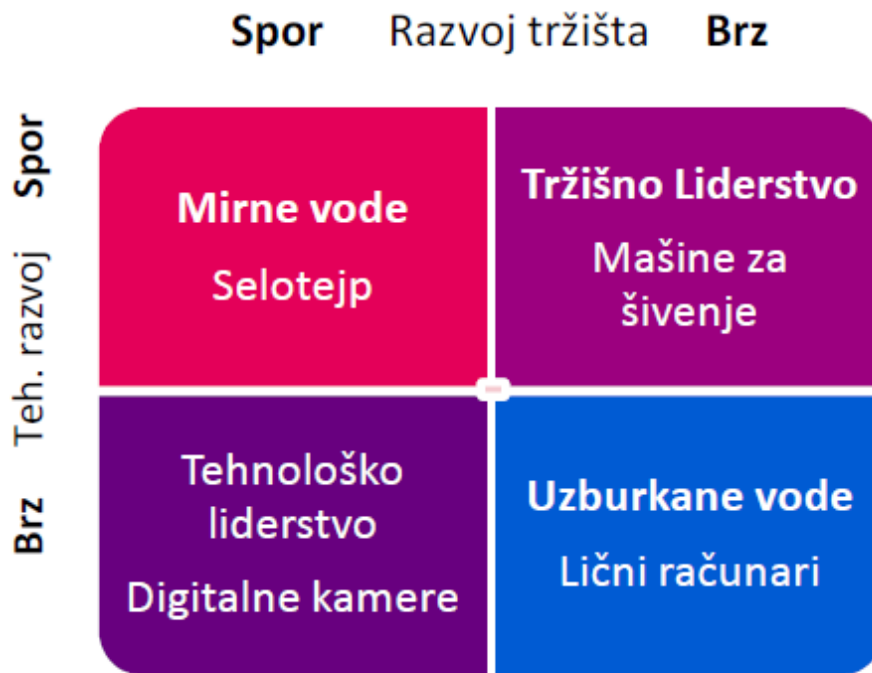 Spor Razvoj tržišta Brz
Spor
Teh. razvoj
Brz
Mirne vode
Selotejp
Tržišno Liderstvo
Mašine za
šivenje
Tehnološko
liderstvo
Digitalne kamere
Uzburkane vode
Lični računari